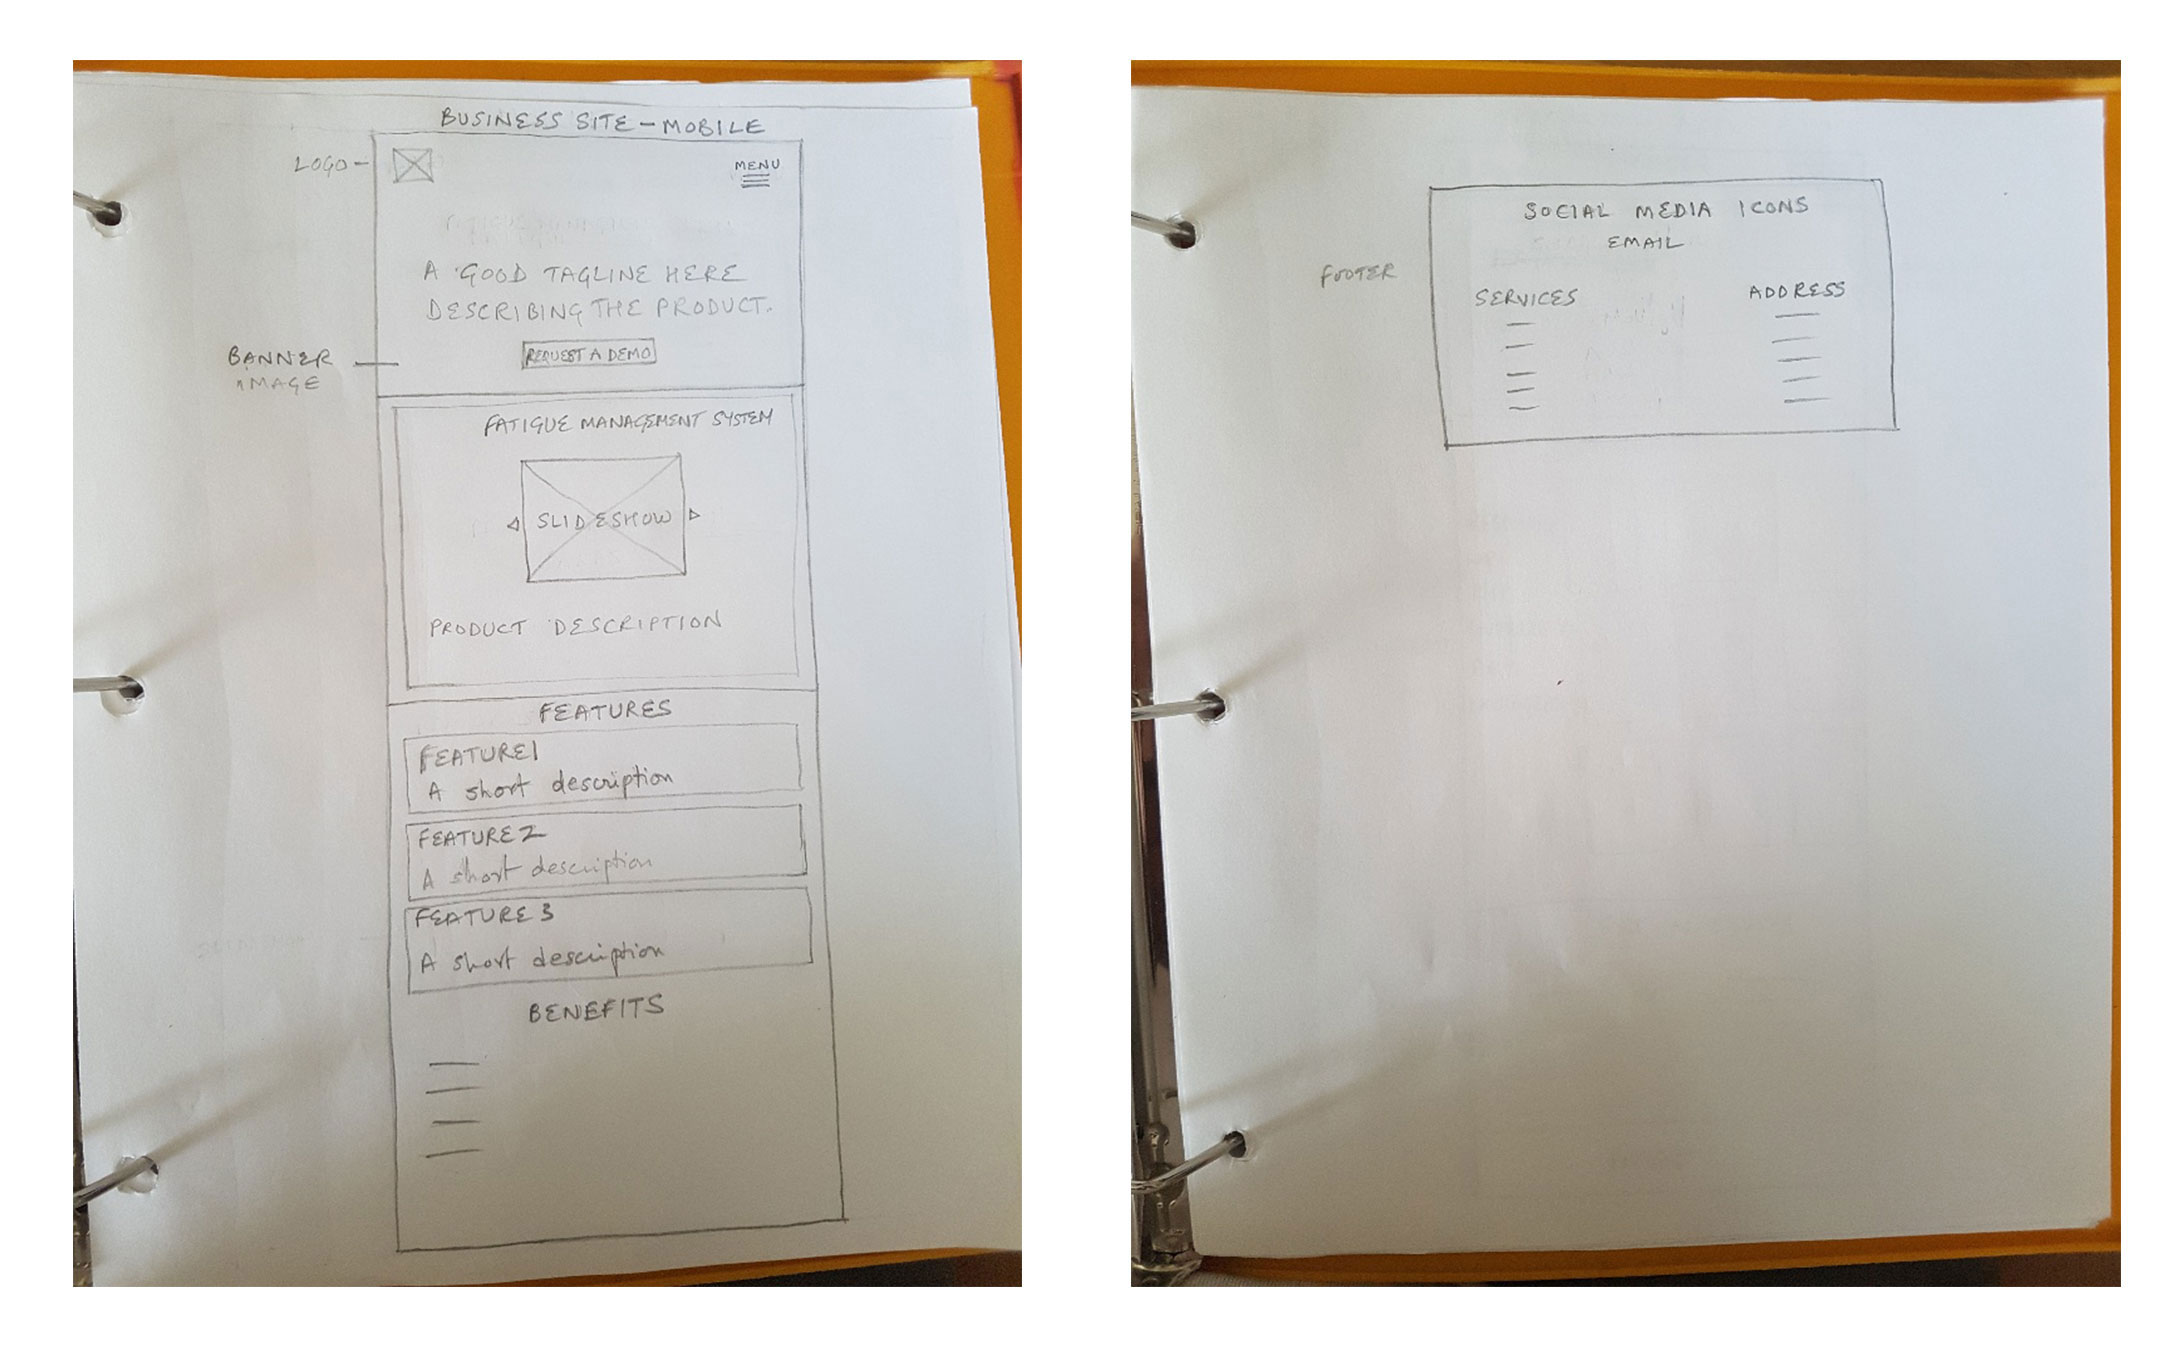 BUSINESS SITE - MOBILE
LOGO -
MENU
A GOOD TAGLINE HERE
DESCRIBING THE PRODUCT.
REQUEST A DEMO
BANNER
IMAGE
FATIGUE MANAGEMENT SYSTEM
SLIDESHOW
PRODUCT DESCRIPTION
FEATURES
FEATURE 1
A short description
FEATURE 2
A short description
FEATURE 3
A short description
BENEFITS
SOCIAL MEDIA ICONS
EMAIL
FOOTER
SERVICES
ADDRESS